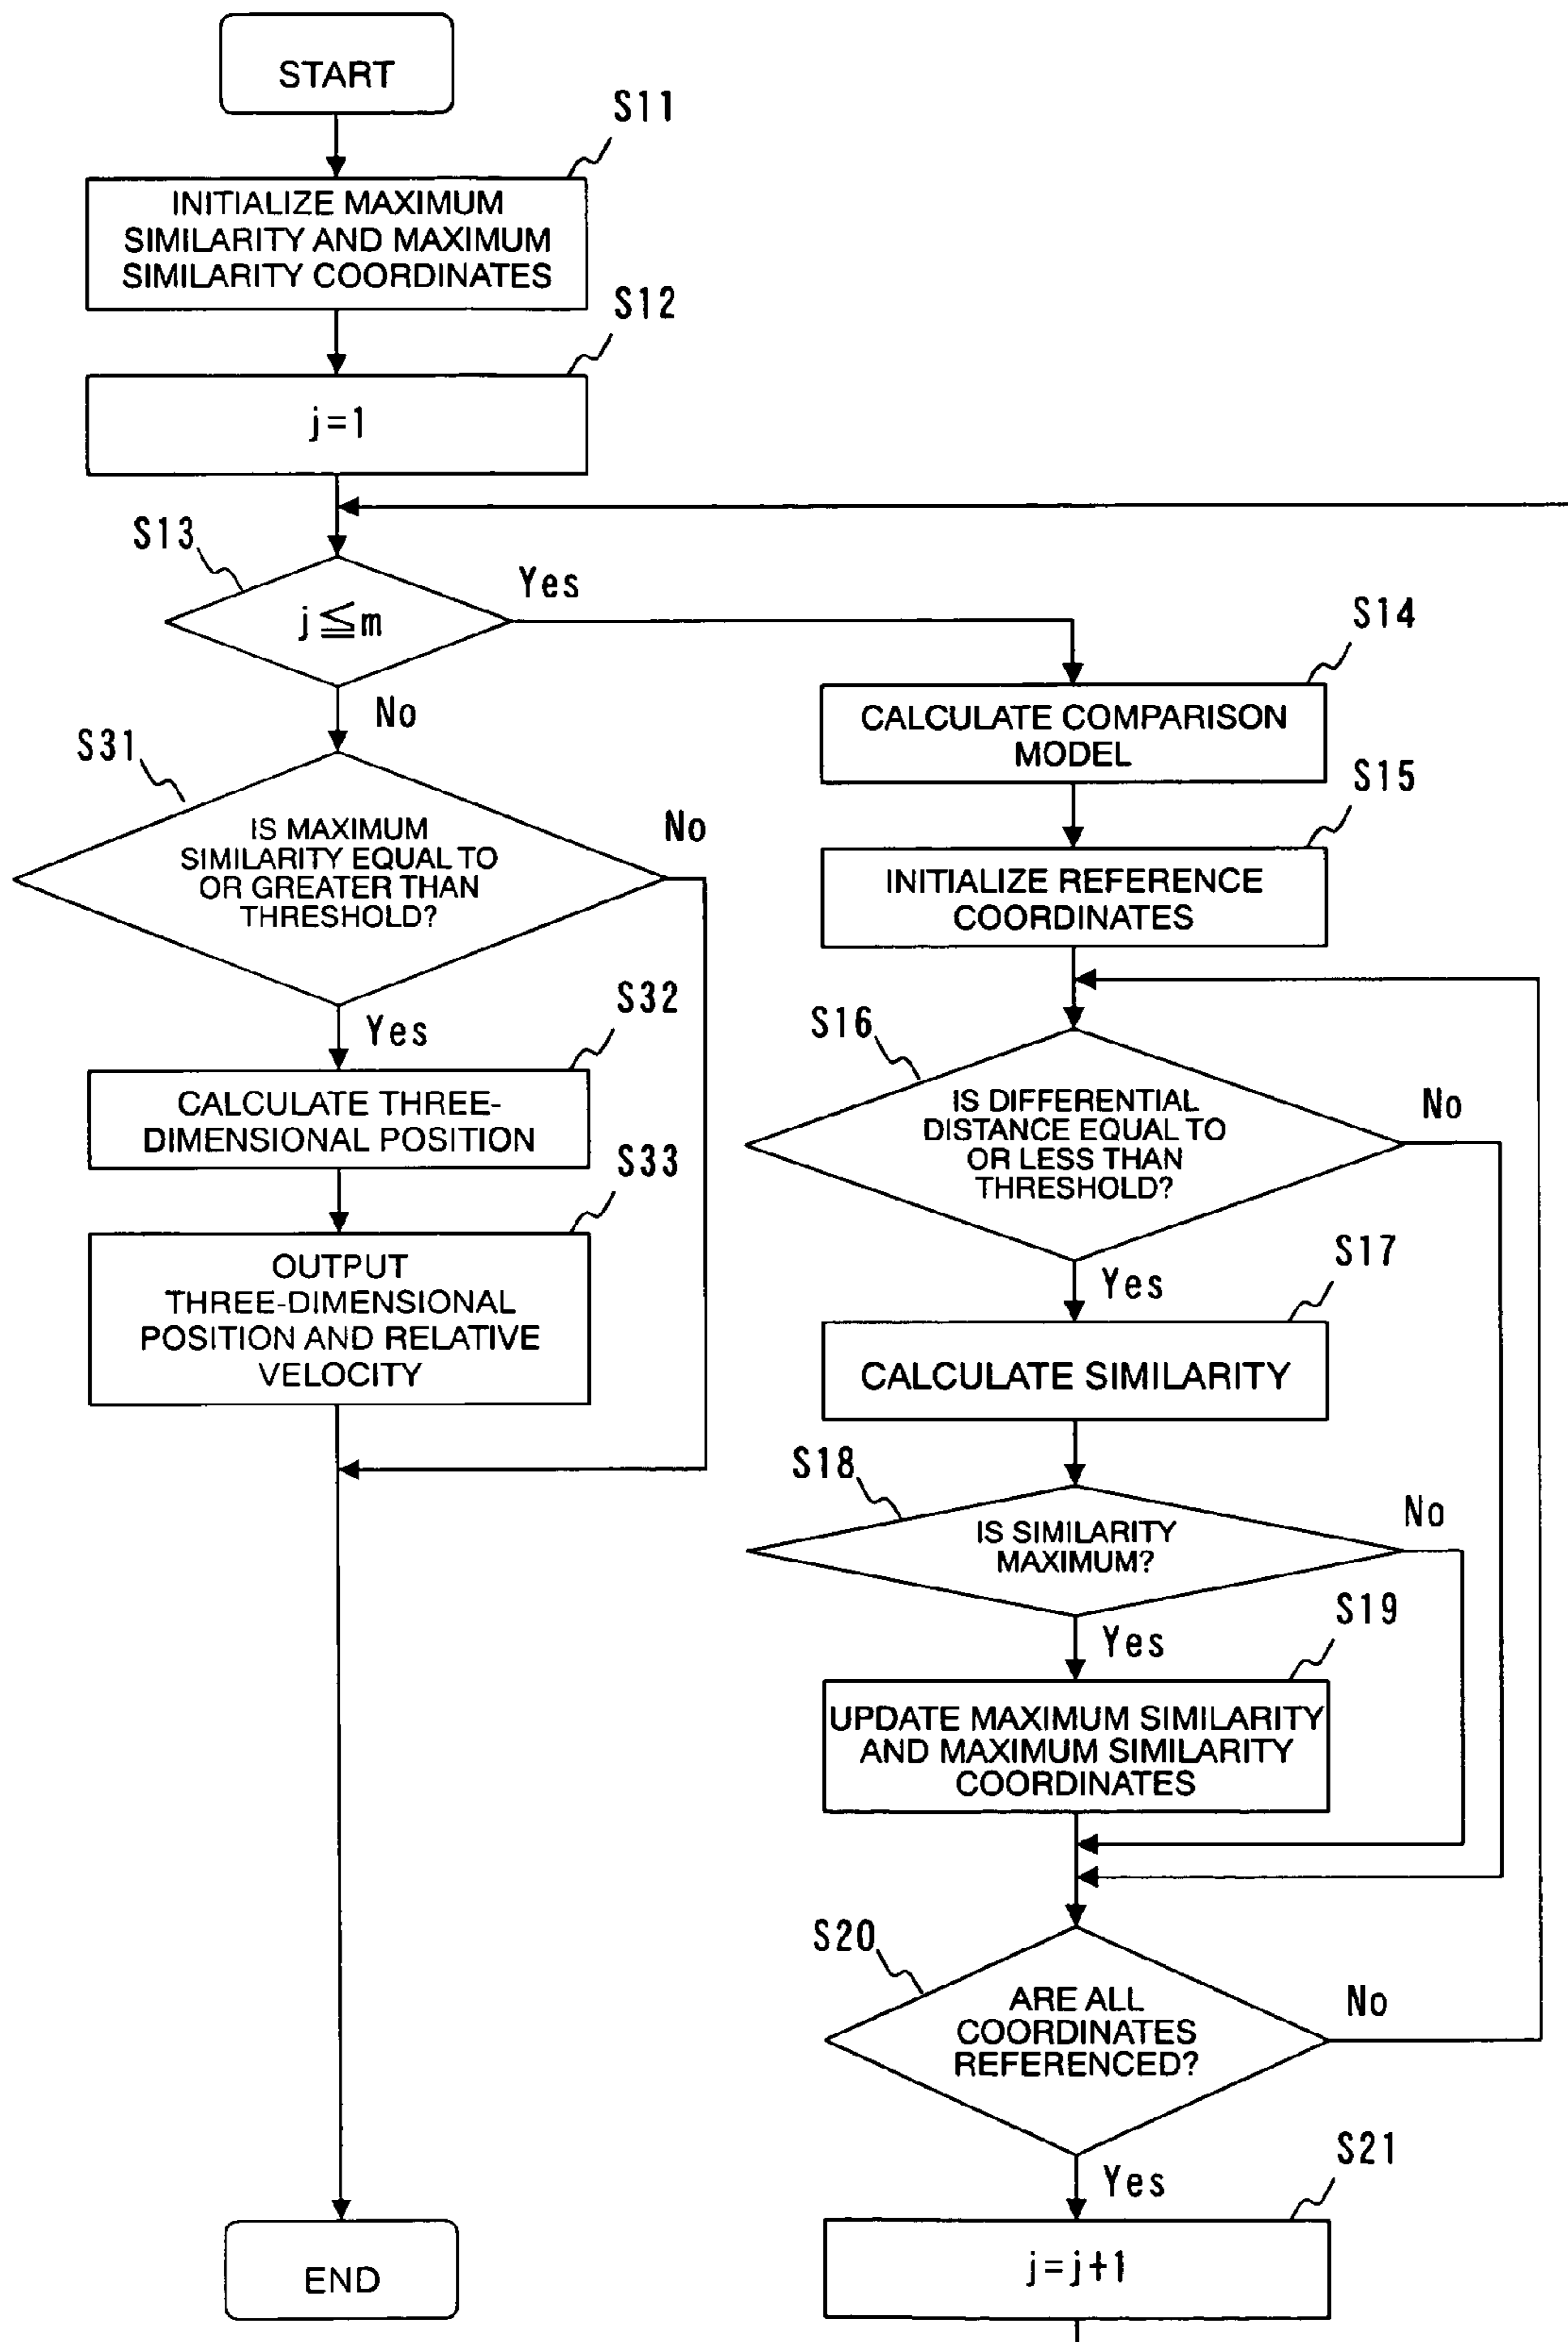 START
S11
INITIALIZE MAXIMUM
SIMILARITY AND MAXIMUM
SIMILARITY COORDINATES
S12
j=1
S13
j≦m
Yes
No
S31
IS MAXIMUM
SIMILARITY EQUAL TO
OR GREATER THAN
THRESHOLD?
No
Yes
S32
CALCULATE THREE-
DIMENSIONAL POSITION
S33
OUTPUT
THREE-DIMENSIONAL
POSITION AND RELATIVE
VELOCITY
END
S14
CALCULATE COMPARISON
MODEL
S15
INITIALIZE REFERENCE
COORDINATES
S16
IS DIFFERENTIAL
DISTANCE EQUAL TO
OR LESS THAN
THRESHOLD?
No
Yes
S17
CALCULATE SIMILARITY
S18
IS SIMILARITY
MAXIMUM?
No
Yes
S19
UPDATE MAXIMUM SIMILARITY
AND MAXIMUM SIMILARITY
COORDINATES
S20
ARE ALL
COORDINATES
REFERENCED?
No
Yes
S21
j=j+1